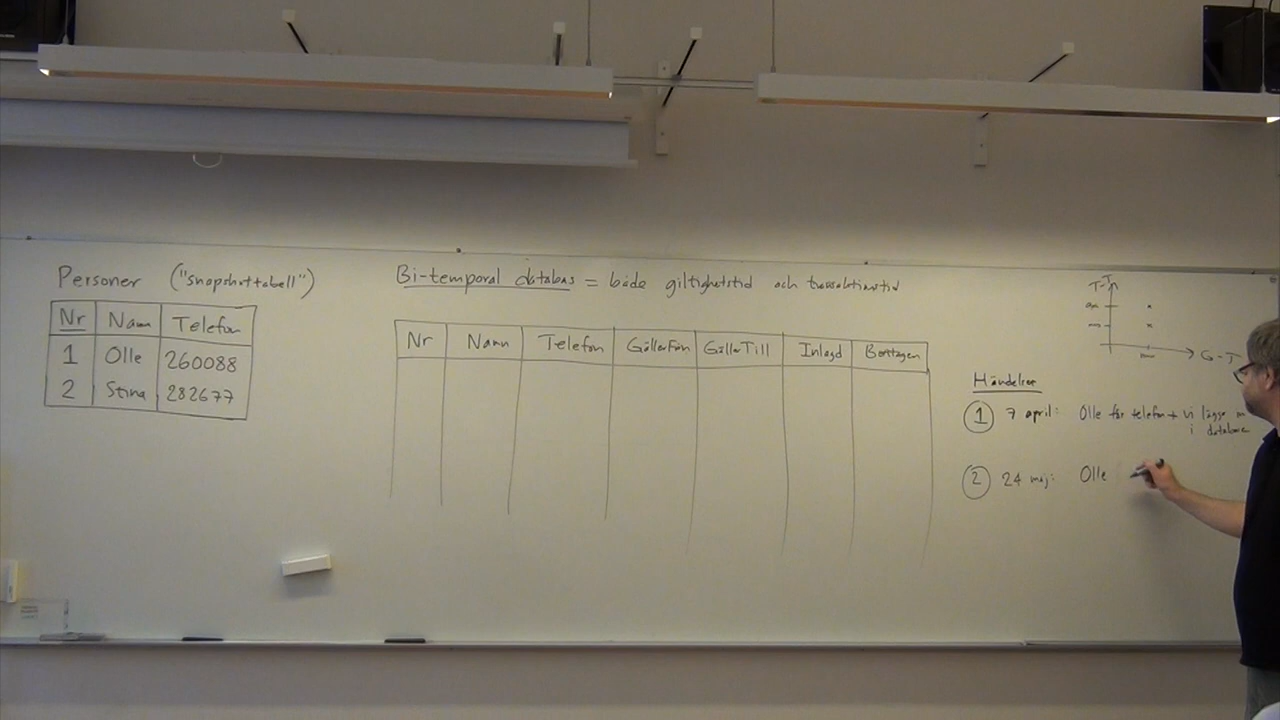 Personer ("snapshottabell")
Nr Namn Telefon
1 Olle 260088
2 Stina 282677
Bi-temporal databas = både giltighetstid och transaktionstid
Nr Namn Telefon GällerFrån GällerTill Inlagd Borttagen
T-T
G-T
Händelser
1 7 april: Olle får telefon + vi lägger in
i databasen
2 24 maj: Olle